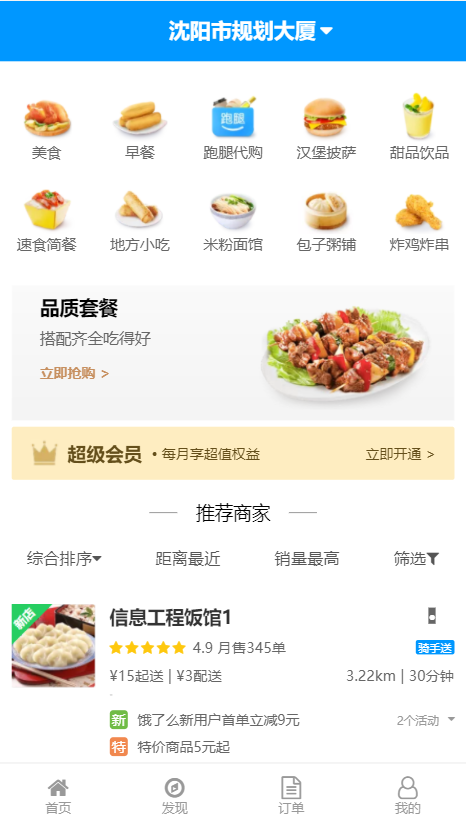 沈阳市规划大厦
美食 早餐 跑腿代购 汉堡披萨 甜品饮品
跑腿
速食简餐 地方小吃 米粉面馆 包子粥铺 炸鸡炸串
品质套餐
搭配齐全吃得好
立即抢购 >
超级会员 • 每月享超值权益 立即开通 >
推荐商家
综合排序 距离最近 销量最高 筛选
新店
信息工程饭馆1
4.9 月售345单 骑手送
¥15起送 | ¥3配送 3.22km | 30分钟
新 饿了么新用户首单立减9元 2个活动
特 特价商品5元起
首页 发现 订单 我的